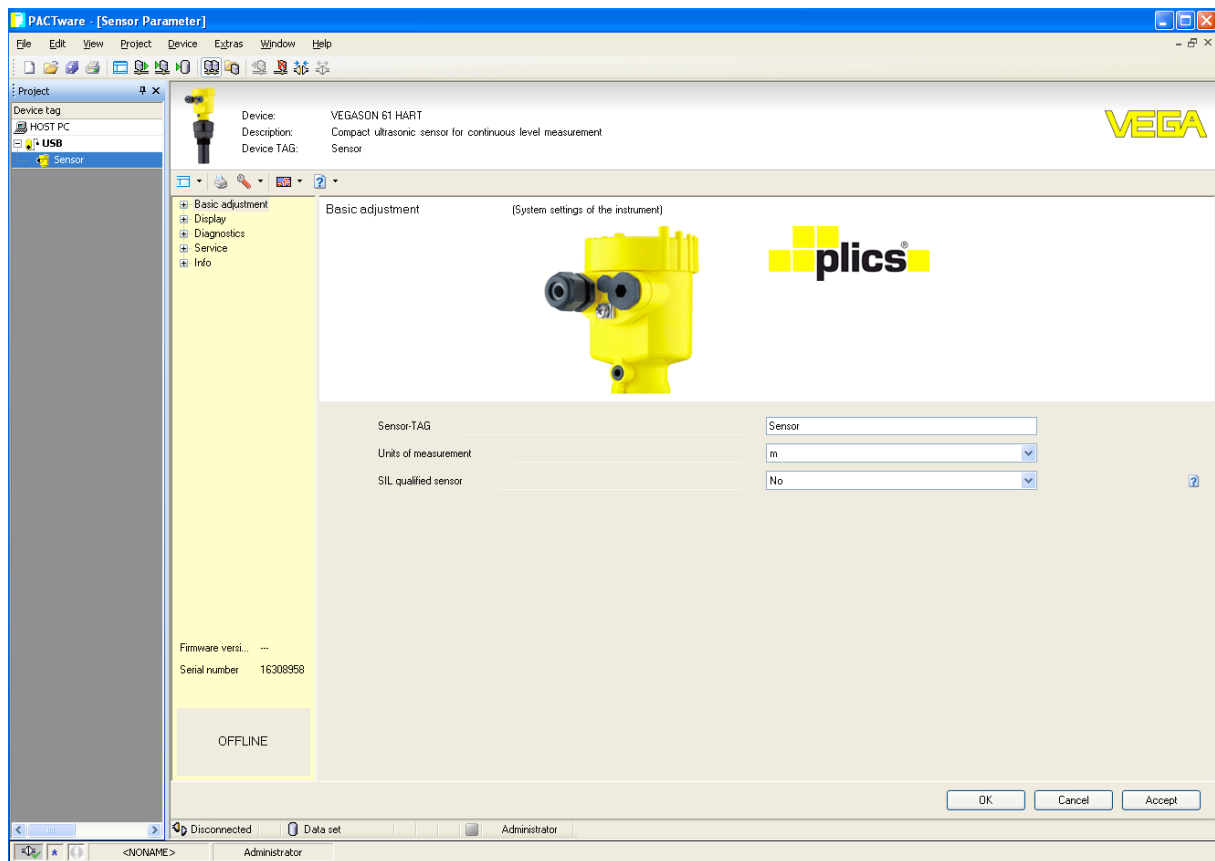 PACTware - [Sensor Parameter]
File Edit View Project Device Extras Window Help
Project
Device tag
HOST PC
USB
Sensor
Device: VEGASON 61 HART
Description: Compact ultrasonic sensor for continuous level measurement
Device TAG: Sensor
VEGA
Basic adjustment
Display
Diagnostics
Service
Info
Firmware versi... ---
Serial number 16308958
OFFLINE
Basic adjustment (System settings of the instrument)
plics®
Sensor-TAG Sensor
Units of measurement m
SIL qualified sensor No
OK Cancel Accept
Disconnected Data set Administrator
<NONAME> Administrator